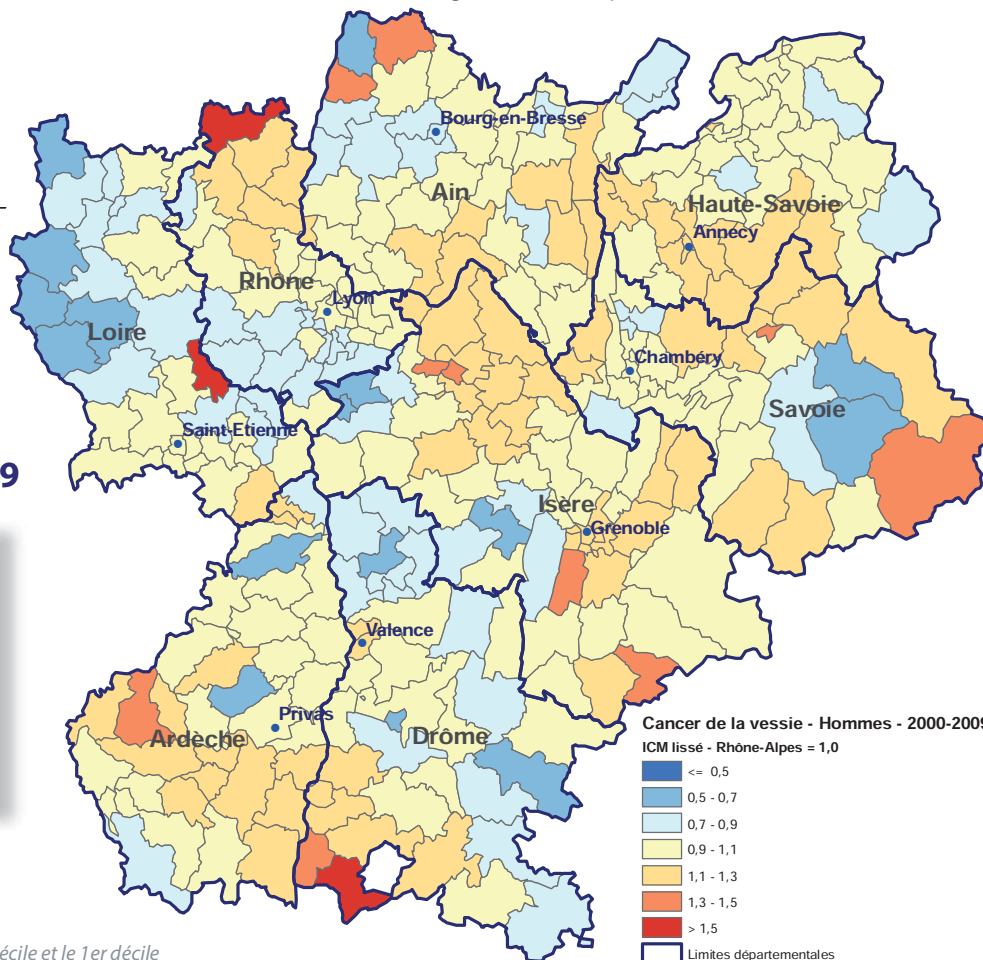 Bourg-en-Bresse
Ain
Haute-Savoie
Annecy
Rhône
Lyon
Loire
Chambéry
Savoie
Saint-Etienne
9
Isère
Grenoble
Valence
Privas
Ardèche
Drôme
Cancer de la vessie - Hommes - 2000-2009
ICM lissé - Rhône-Alpes = 1,0
<= 0,5
0,5 - 0,7
0,7 - 0,9
0,9 - 1,1
1,1 - 1,3
1,3 - 1,5
> 1,5
Limites départementales
écile et le 1er décile